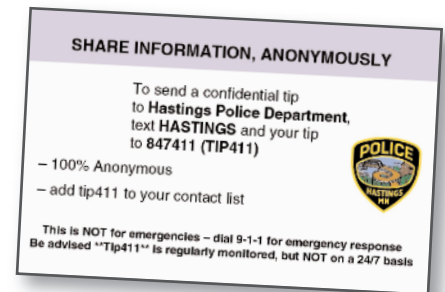 SHARE INFORMATION, ANONYMOUSLY
To send a confidential tip
to Hastings Police Department,
text HASTINGS and your tip
to 847411 (TIP411)
– 100% Anonymous
– add tip411 to your contact list
POLICE
HASTINGS
MN
This is NOT for emergencies – dial 9-1-1 for emergency response
Be advised **Tip411** is regularly monitored, but NOT on a 24/7 basis